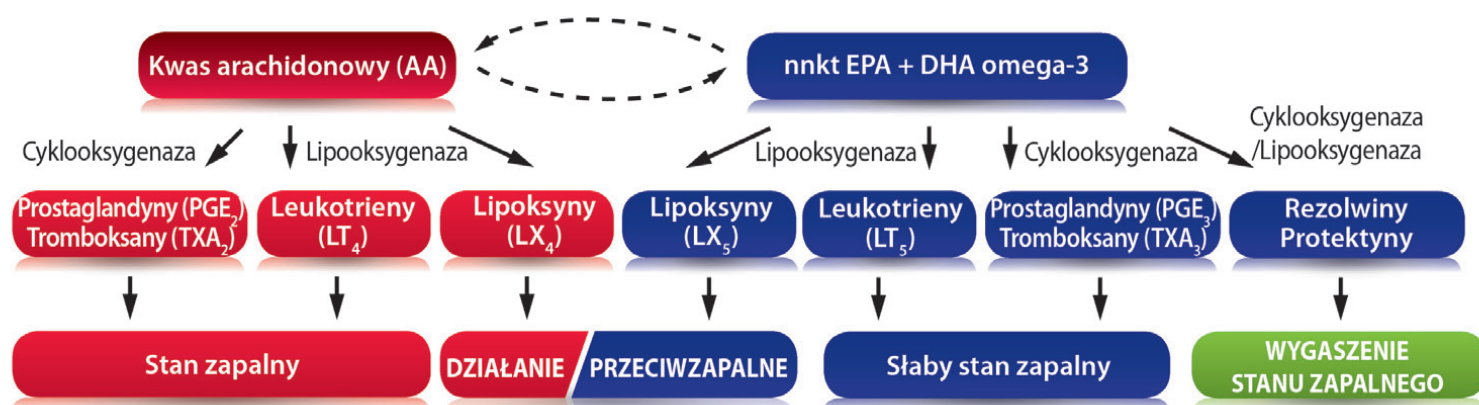 Kwas arachidonowy (AA)
nnkt EPA + DHA omega-3
Cyklooksygenaza
Lipooksygenaza
Lipooksygenaza
Cyklooksygenaza
Cyklooksygenaza
/Lipooksygenaza
Prostaglandyny (PGE₂)
Tromboksany (TXA₂)
Leukotrieny
(LT₄)
Lipoksyny
(LX₄)
Lipoksyny
(LX₅)
Leukotrieny
(LT₅)
Prostaglandyny (PGE₃)
Tromboksany (TXA₃)
Rezolwiny
Protektyny
Stan zapalny
DZIAŁANIE PRZECIWZAPALNE
Słaby stan zapalny
WYGASZENIE
STANU ZAPALNEGO